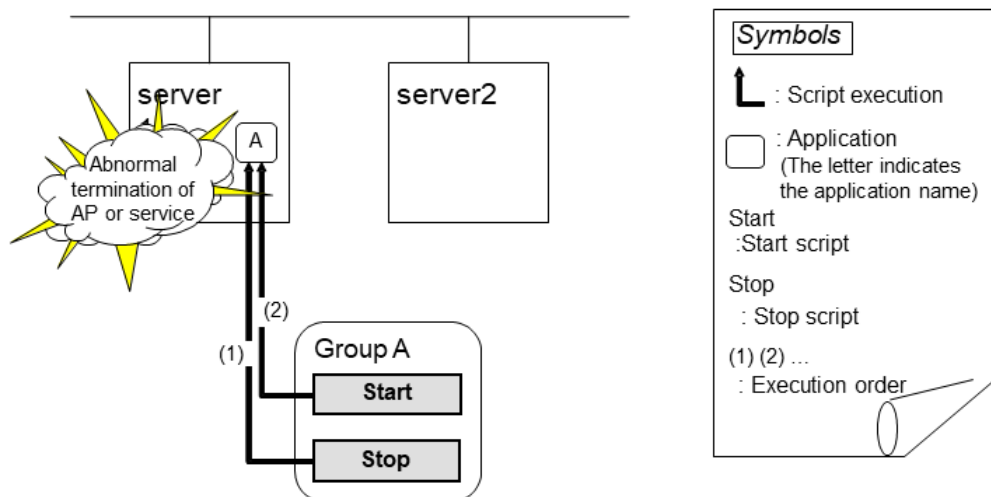 server
server2
A
Abnormal
termination of
AP or service
(2)
(1)
Group A
Start
Stop
Symbols
: Script execution
: Application
(The letter indicates
the application name)
Start
:Start script
Stop
: Stop script
(1) (2) ...
: Execution order